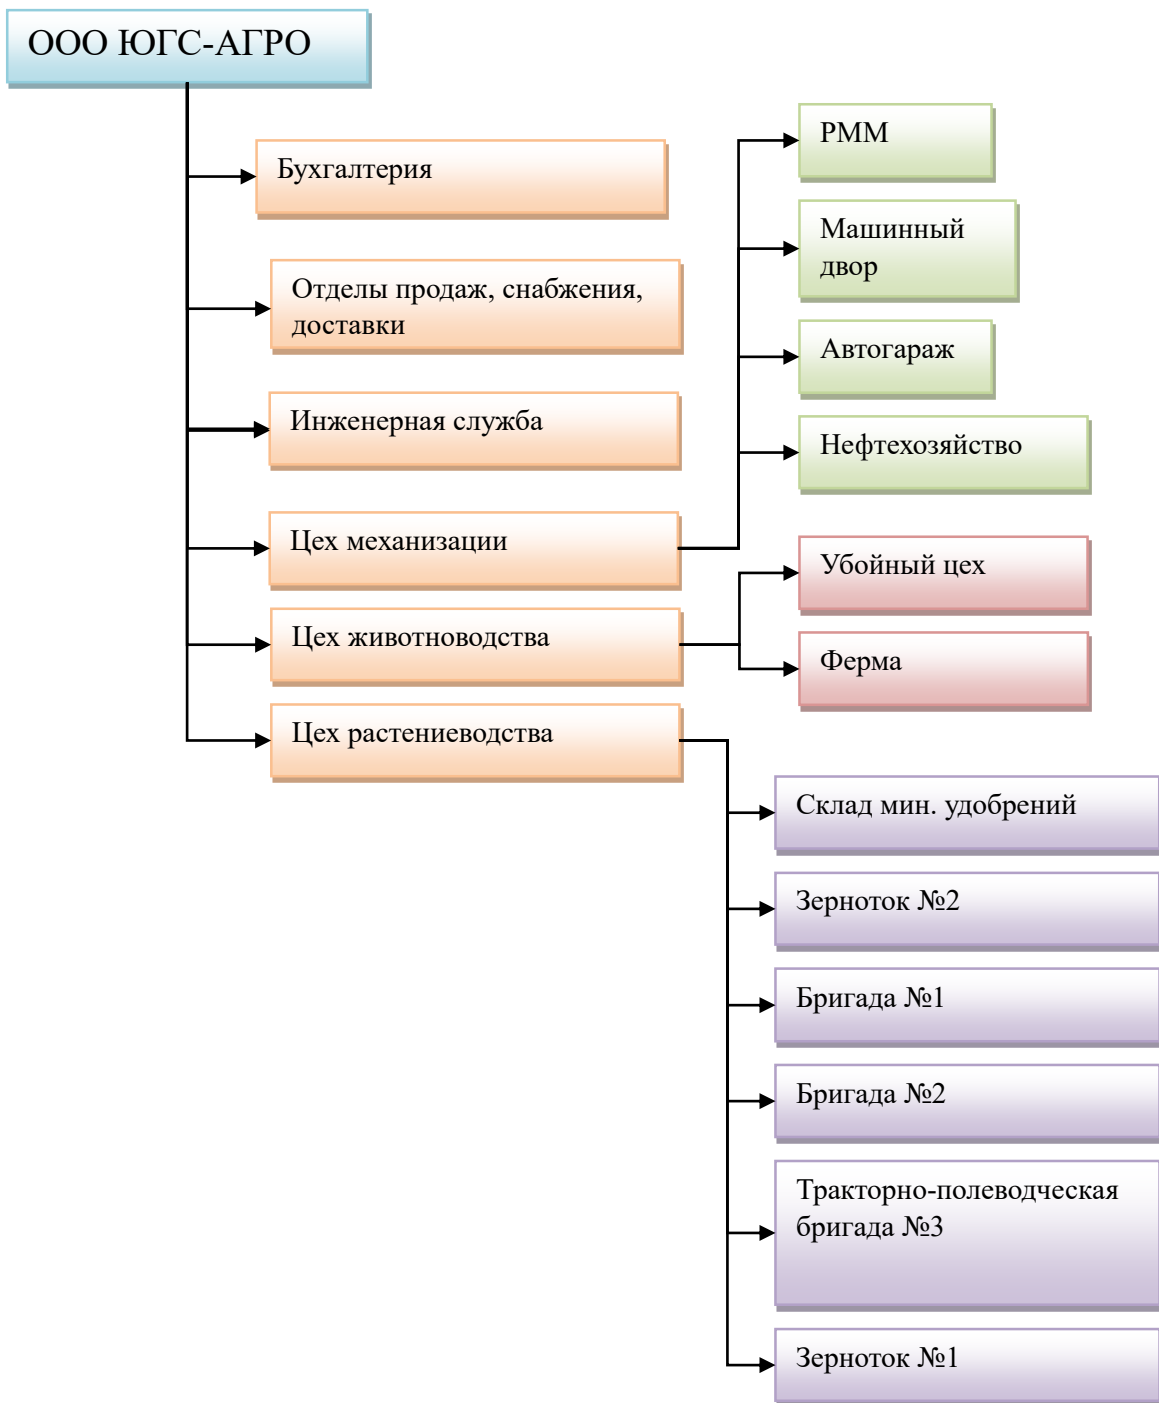 ООО ЮГС-АГРО
Бухгалтерия
Отделы продаж, снабжения,
доставки
Инженерная служба
Цех механизации
Цех животноводства
Цех растениеводства
РММ
Машинный
двор
Автогараж
Нефтехозяйство
Убойный цех
Ферма
Склад мин. удобрений
Зерноток №2
Бригада №1
Бригада №2
Тракторно-полеводческая
бригада №3
Зерноток №1